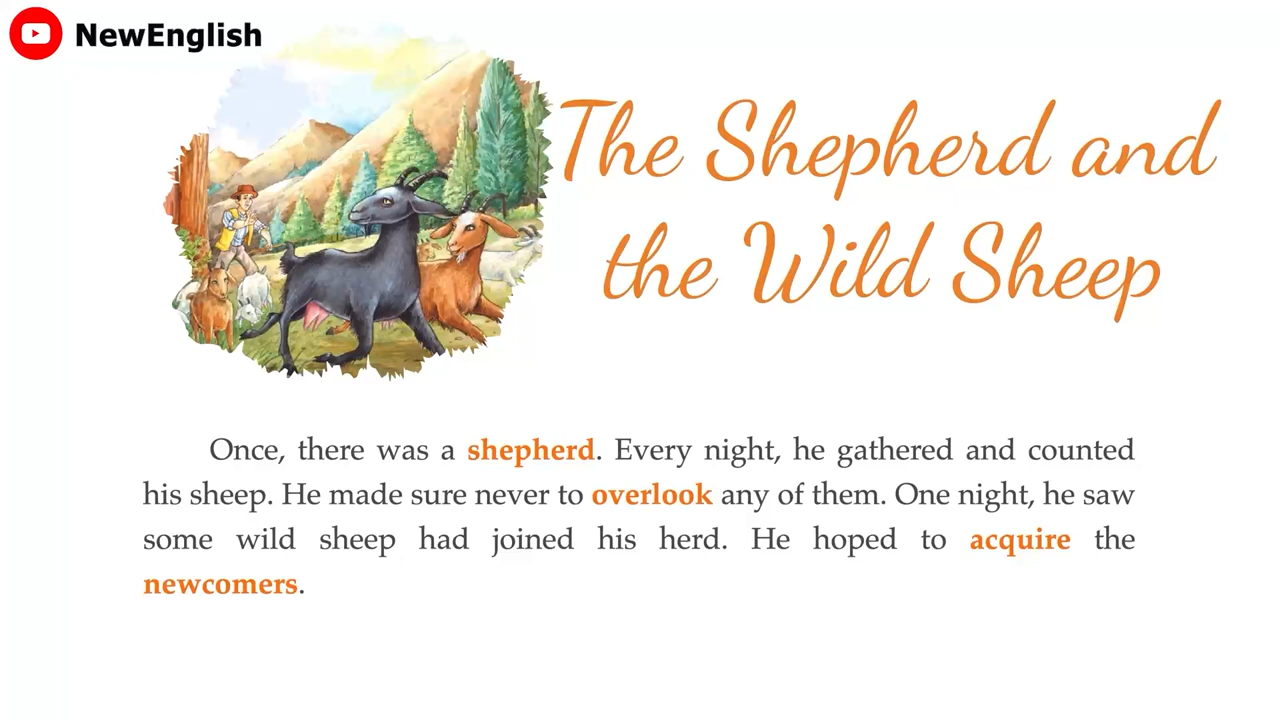 NewEnglish
The Shepherd and
the Wild Sheep
Once, there was a shepherd. Every night, he gathered and counted
his sheep. He made sure never to overlook any of them. One night, he saw
some wild sheep had joined his herd. He hoped to acquire the
newcomers.